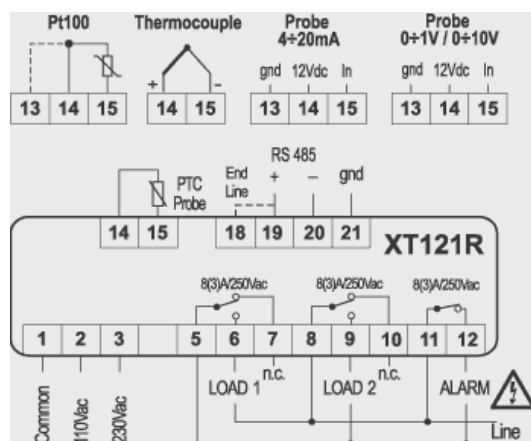 Pt100 Thermocouple Probe 4÷20mA Probe 0÷1V / 0÷10V
gnd 12Vdc In gnd 12Vdc In
+ −
13 14 15 14 15 13 14 15 13 14 15
RS 485
End Line + − gnd
PTC Probe
14 15 18 19 20 21
XT121R
8(3)A/250Vac 8(3)A/250Vac 8(3)A/250Vac
1 2 3 5 6 7 8 9 10 11 12
n.c. n.c.
LOAD 1 LOAD 2 ALARM
Common 110Vac 230Vac
Line